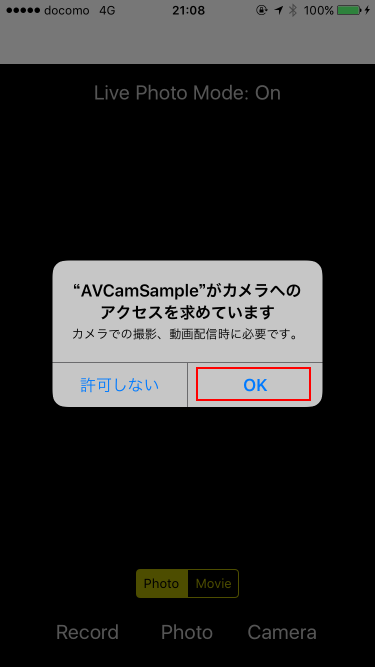 docomo 4G 21:08 100%
Live Photo Mode: On
“AVCamSample”がカメラへの
アクセスを求めています
カメラでの撮影、動画配信時に必要です。
許可しない OK
Photo Movie
Record Photo Camera